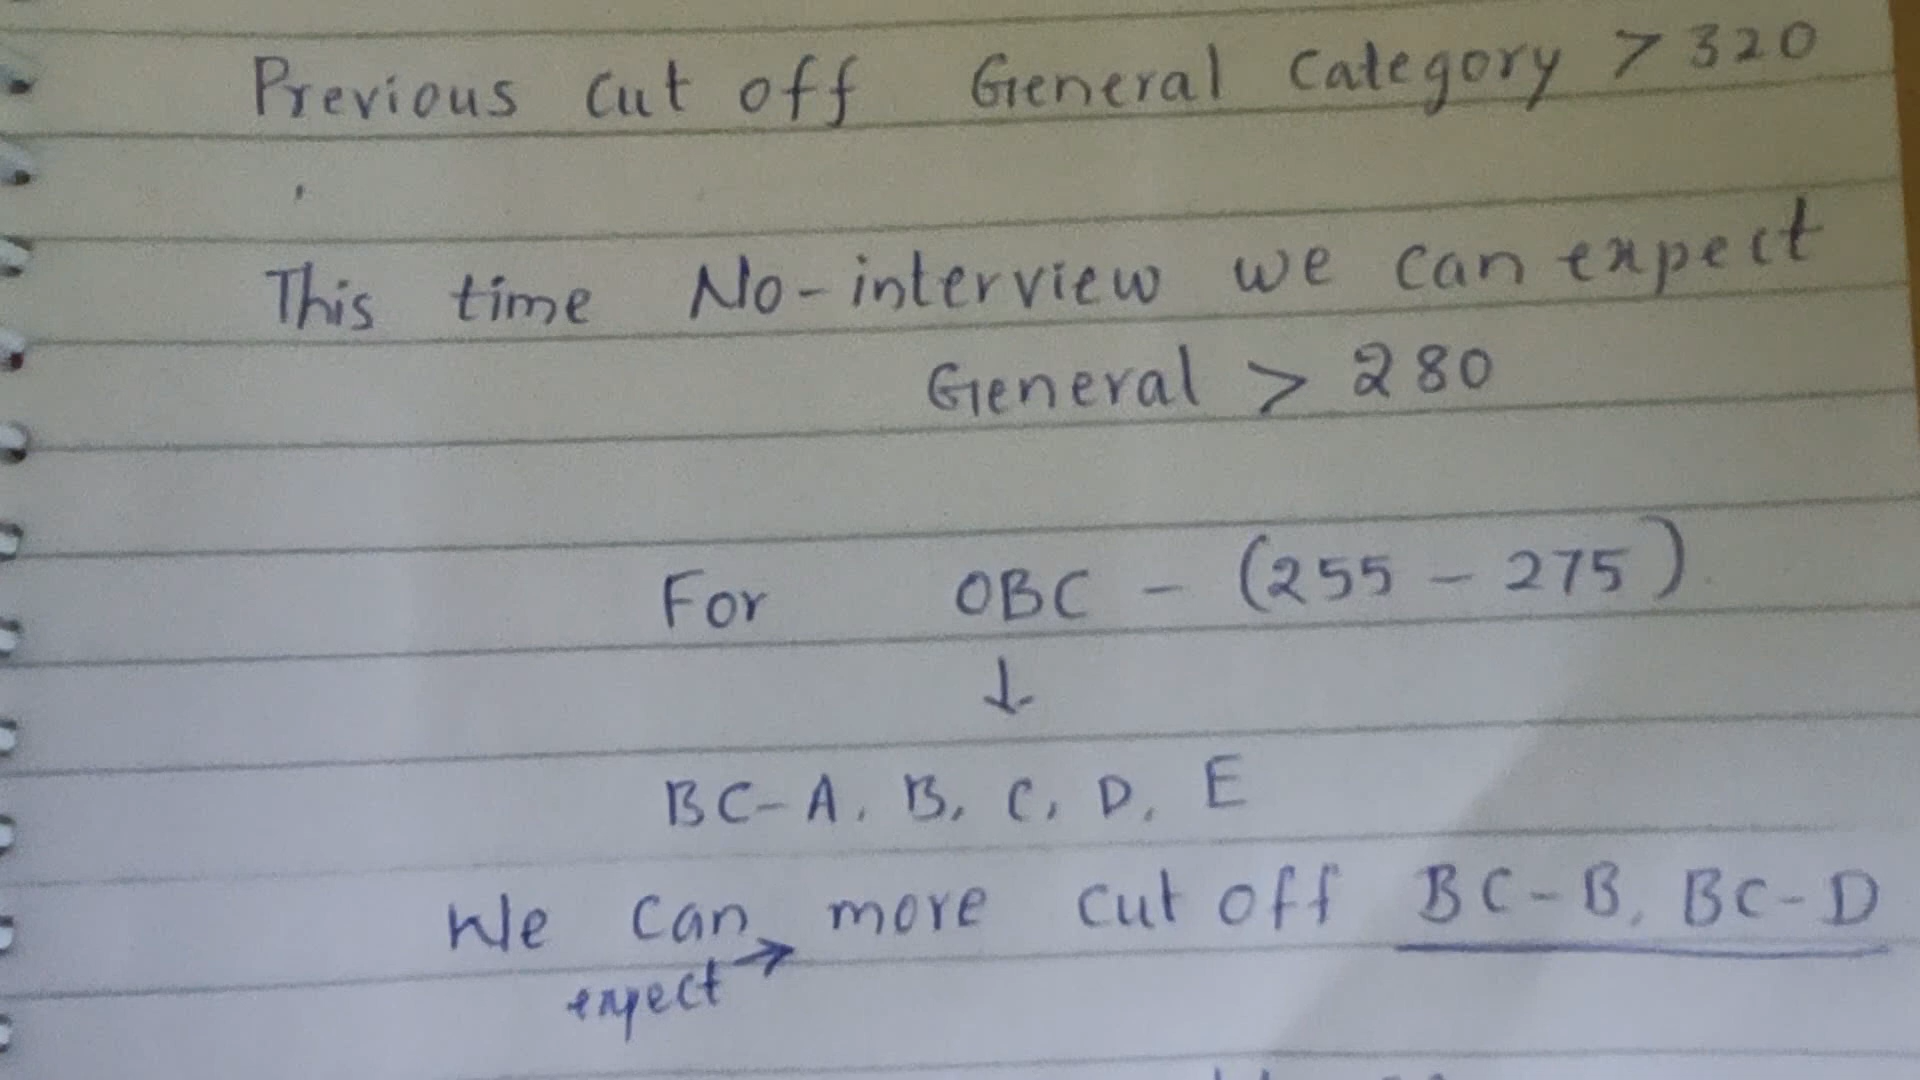 Previous cut off General Category > 320
This time No-interview we can expect
General > 280
For OBC - (255 - 275)
↓
BC-A, B, C, D, E
We can more cut off BC-B, BC-D
expect →